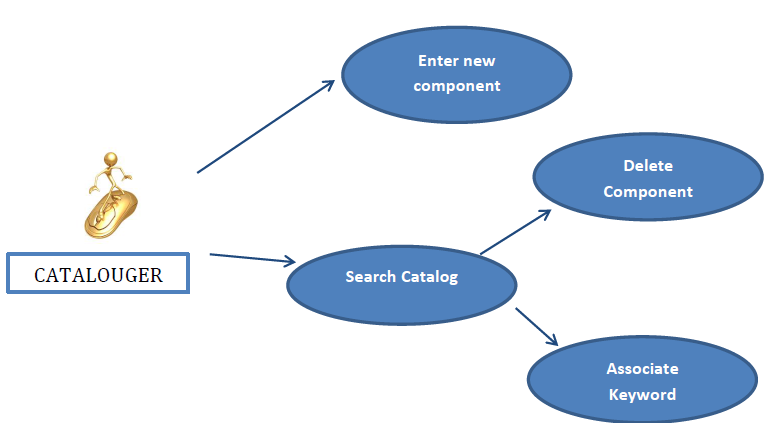 Enter new
component
Delete
Component
CATALOUGER
Search Catalog
Associate
Keyword